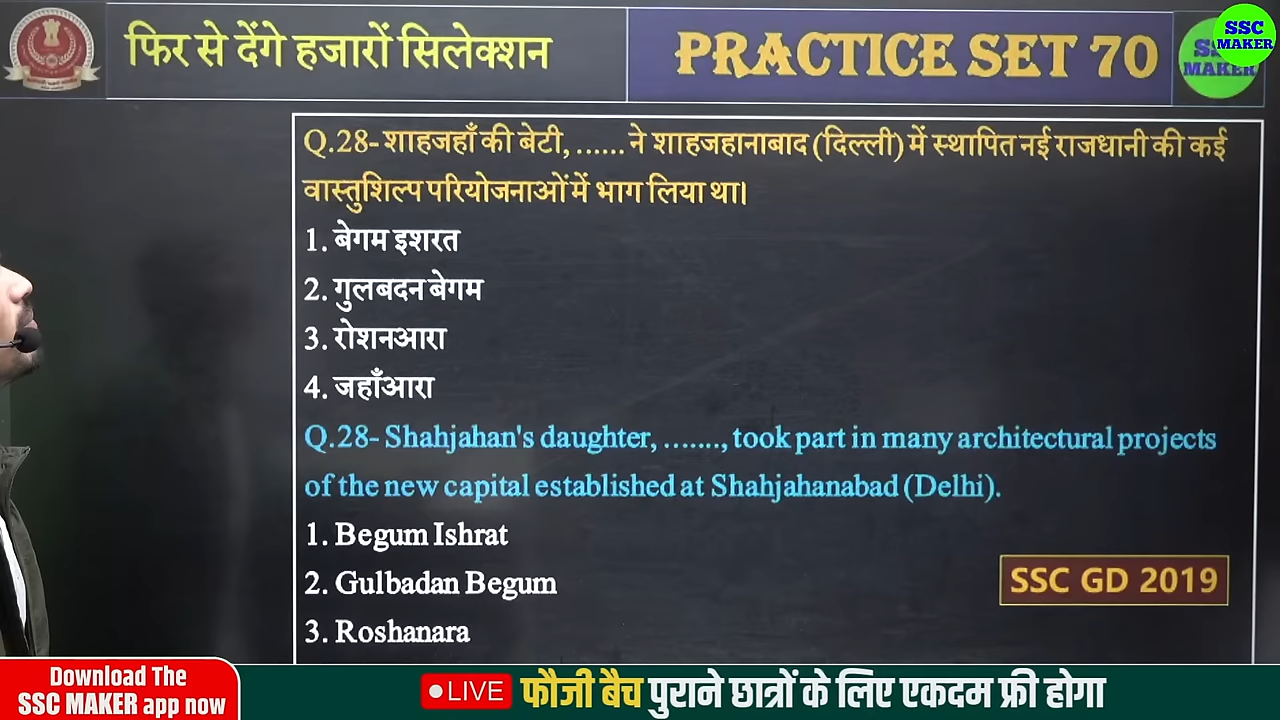 फिर से देंगे हजारों सिलेक्शन
PRACTICE SET 70
SSC
MAKER
MAKER
Q.28- शाहजहाँ की बेटी, ...... ने शाहजहानाबाद (दिल्ली) में स्थापित नई राजधानी की कई
वास्तुशिल्प परियोजनाओं में भाग लिया था।
1. बेगम इशरत
2. गुलबदन बेगम
3. रोशनआरा
4. जहाँआरा
Q.28- Shahjahan's daughter, ......., took part in many architectural projects
of the new capital established at Shahjahanabad (Delhi).
1. Begum Ishrat
2. Gulbadan Begum
3. Roshanara
SSC GD 2019
Download The
SSC MAKER app now
LIVE
फौजी बैच पुराने छात्रों के लिए एकदम फ्री होगा